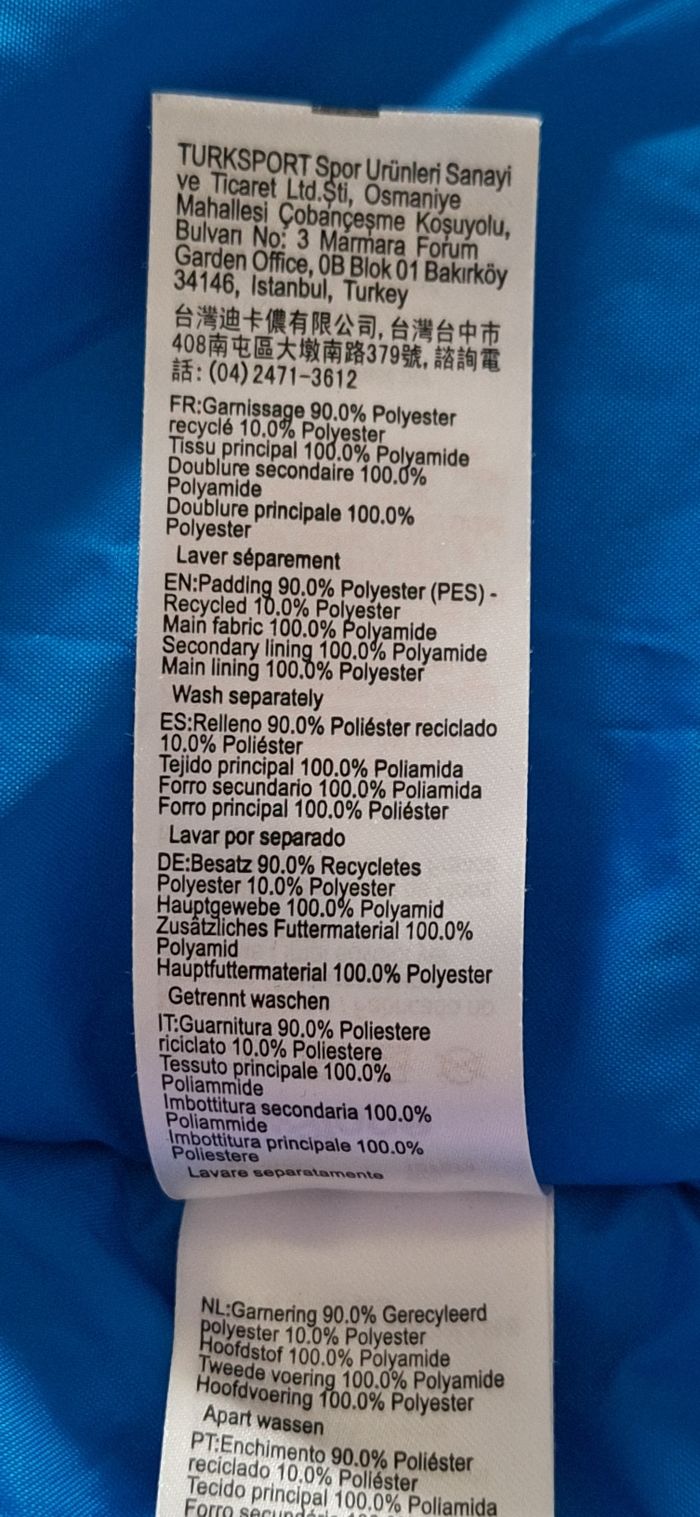 TURKSPORT Spor Urünleri Sanayi
ve Ticaret Ltd.Şti, Osmaniye
Mahallesi Çobançeşme Koşuyolu,
Bulvarı No: 3 Marmara Forum
Garden Office, 0B Blok 01 Bakırköy
34146, Istanbul, Turkey
台灣迪卡儂有限公司, 台灣台中市
408南屯區大墩南路379號, 諮詢電
話: (04) 2471-3612
FR:Garnissage 90.0% Polyester
recyclé 10.0% Polyester
Tissu principal 100.0% Polyamide
Doublure secondaire 100.0%
Polyamide
Doublure principale 100.0%
Polyester
Laver séparement
EN:Padding 90.0% Polyester (PES) -
Recycled 10.0% Polyester
Main fabric 100.0% Polyamide
Secondary lining 100.0% Polyamide
Main lining 100.0% Polyester
Wash separately
ES:Relleno 90.0% Poliéster reciclado
10.0% Poliéster
Tejido principal 100.0% Poliamida
Forro secundario 100.0% Poliamida
Forro principal 100.0% Poliéster
Lavar por separado
DE:Besatz 90.0% Recycletes
Polyester 10.0% Polyester
Hauptgewebe 100.0% Polyamid
Zusätzliches Futtermaterial 100.0%
Polyamid
Hauptfuttermaterial 100.0% Polyester
Getrennt waschen
IT:Guarnitura 90.0% Poliestere
riciclato 10.0% Poliestere
Tessuto principale 100.0%
Poliammide
Imbottitura secondaria 100.0%
Poliammide
Imbottitura principale 100.0%
Poliestere
Lavare separatamente
NL:Garnering 90.0% Gerecycleerd
polyester 10.0% Polyester
Hoofdstof 100.0% Polyamide
Tweede voering 100.0% Polyamide
Hoofdvoering 100.0% Polyester
Apart wassen
PT:Enchimento 90.0% Poliéster
reciclado 10.0% Poliéster
Tecido principal 100.0% Poliamida
Forro